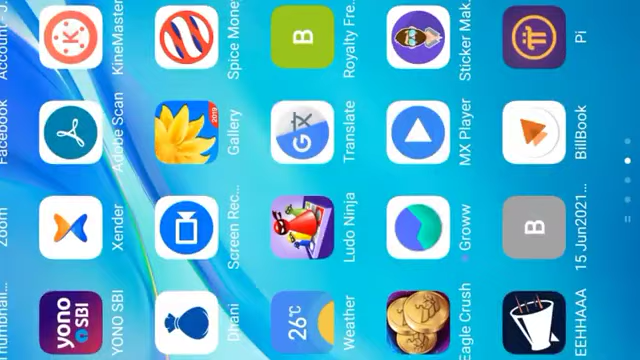 Zoom Facebook
yono SBI
YONO SBI Xender Adobe Scan KineMaster
2019
Dhani Screen Rec... Gallery Spice Money
26°C B
Weather Ludo Ninja Translate Royalty Fre...
Eagle Crush Groww MX Player Sticker Mak...
B
EEHHAAA 15 Jun2021... BillBook Pi